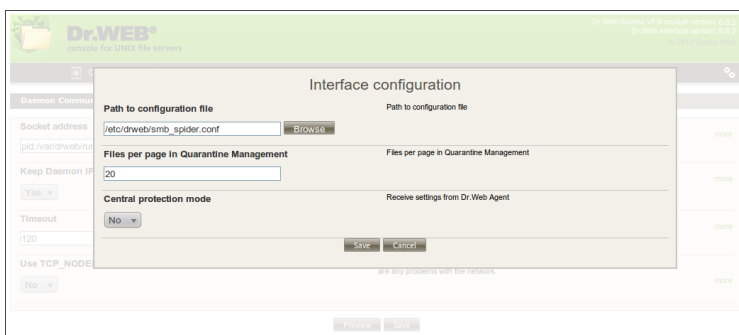 Dr.WEB®
console for UNIX file servers
Dr.Web Samba VFS module version: 6.0.2
Dr.Web Interface version: 6.0.2
Interface configuration
Daemon Commun
Path to configuration file
Path to configuration file
/etc/drweb/smb_spider.conf
Browse
Socket address
more
pid:/var/drweb/run
Files per page in Quarantine Management
Files per page in Quarantine Management
20
Keep Daemon IP
more
Yes
Central protection mode
Receive settings from Dr.Web Agent
No
Timeout
more
120
Save Cancel
Use TCP_NODE
are any problems with the network.
No
more
Preview Save